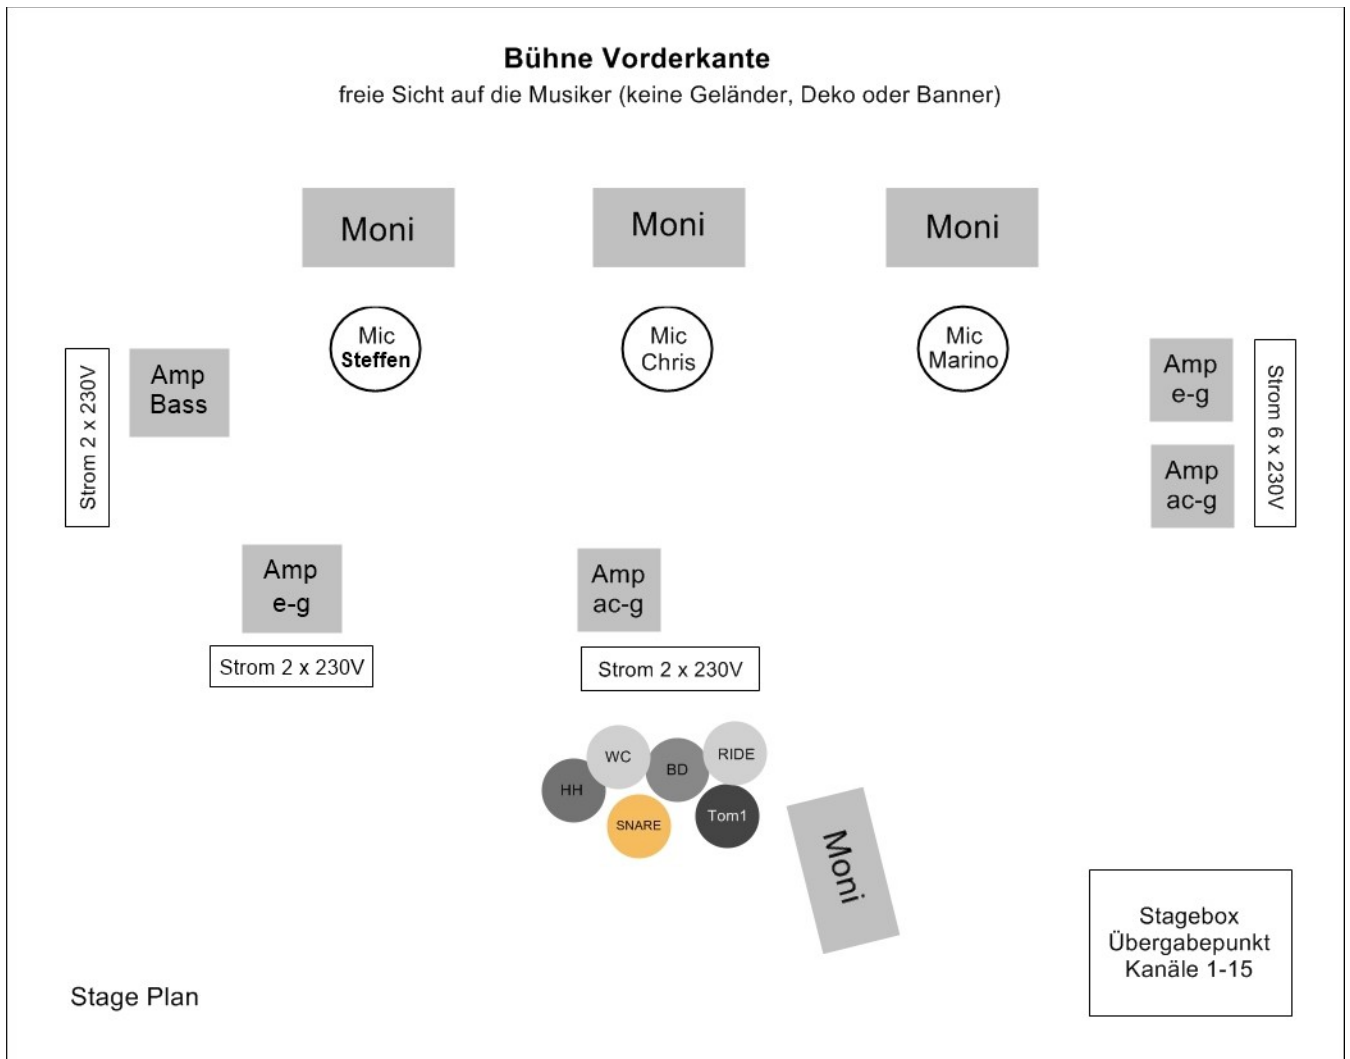 Bühne Vorderkante
freie Sicht auf die Musiker (keine Geländer, Deko oder Banner)
Moni
Moni
Moni
Mic
Steffen
Mic
Chris
Mic
Marino
Strom 2 x 230V
Amp
Bass
Amp
e-g
Amp
ac-g
Strom 6 x 230V
Amp
e-g
Strom 2 x 230V
Amp
ac-g
Strom 2 x 230V
HH
WC
BD
RIDE
SNARE
Tom1
Moni
Stagebox
Übergabepunkt
Kanäle 1-15
Stage Plan